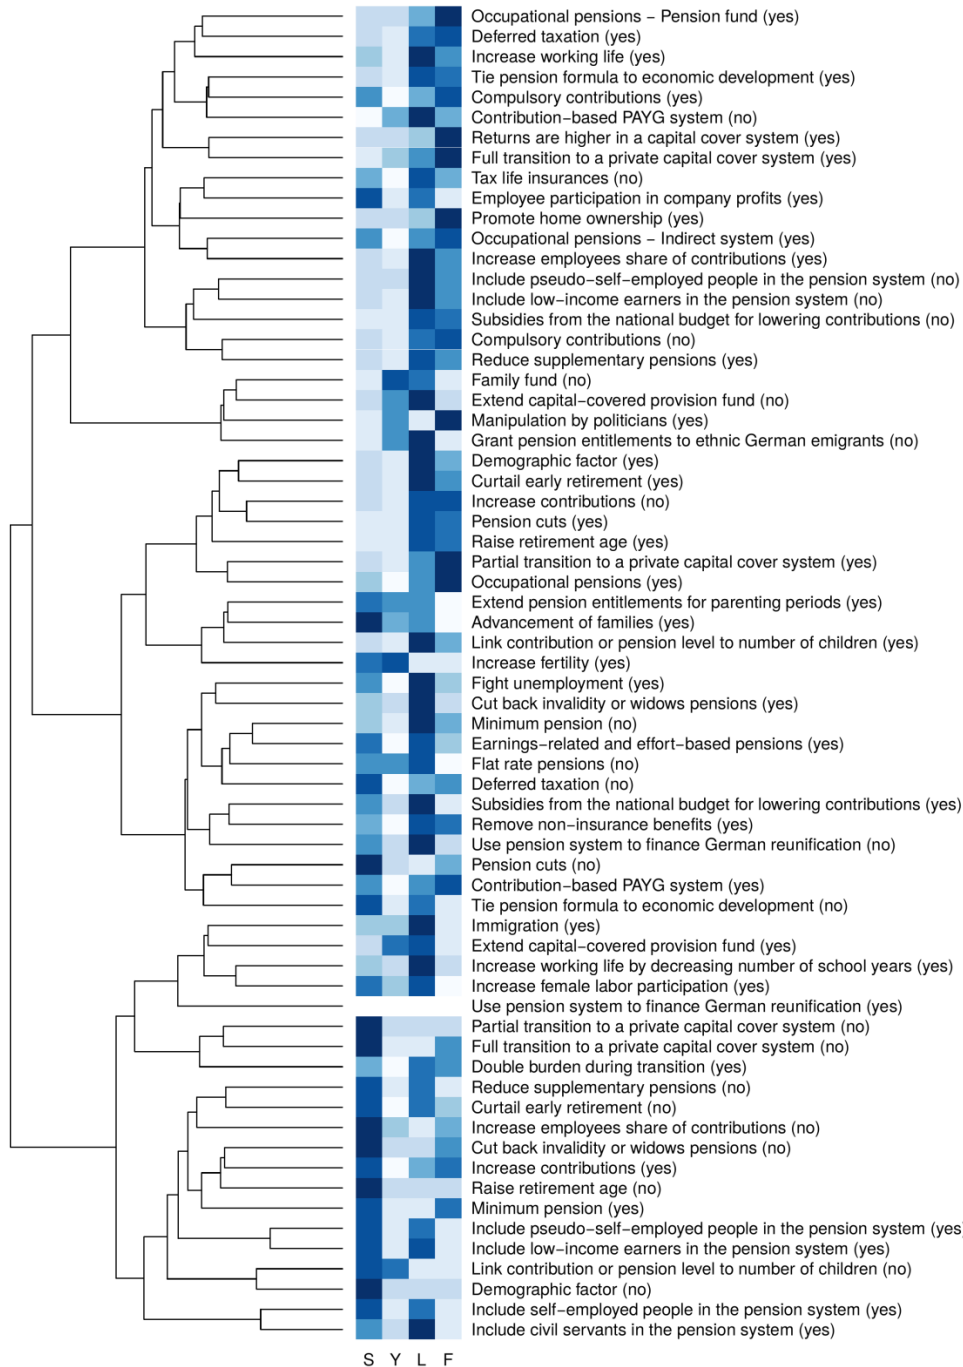 Occupational pensions − Pension fund (yes)
Deferred taxation (yes)
Increase working life (yes)
Tie pension formula to economic development (yes)
Compulsory contributions (yes)
Contribution−based PAYG system (no)
Returns are higher in a capital cover system (yes)
Full transition to a private capital cover system (yes)
Tax life insurances (no)
Employee participation in company profits (yes)
Promote home ownership (yes)
Occupational pensions − Indirect system (yes)
Increase employees share of contributions (yes)
Include pseudo−self−employed people in the pension system (no)
Include low−income earners in the pension system (no)
Subsidies from the national budget for lowering contributions (no)
Compulsory contributions (no)
Reduce supplementary pensions (yes)
Family fund (no)
Extend capital−covered provision fund (no)
Manipulation by politicians (yes)
Grant pension entitlements to ethnic German emigrants (no)
Demographic factor (yes)
Curtail early retirement (yes)
Increase contributions (no)
Pension cuts (yes)
Raise retirement age (yes)
Partial transition to a private capital cover system (yes)
Occupational pensions (yes)
Extend pension entitlements for parenting periods (yes)
Advancement of families (yes)
Link contribution or pension level to number of children (yes)
Increase fertility (yes)
Fight unemployment (yes)
Cut back invalidity or widows pensions (yes)
Minimum pension (no)
Earnings−related and effort−based pensions (yes)
Flat rate pensions (no)
Deferred taxation (no)
Subsidies from the national budget for lowering contributions (yes)
Remove non−insurance benefits (yes)
Use pension system to finance German reunification (no)
Pension cuts (no)
Contribution−based PAYG system (yes)
Tie pension formula to economic development (no)
Immigration (yes)
Extend capital−covered provision fund (yes)
Increase working life by decreasing number of school years (yes)
Increase female labor participation (yes)
Use pension system to finance German reunification (yes)
Partial transition to a private capital cover system (no)
Full transition to a private capital cover system (no)
Double burden during transition (yes)
Reduce supplementary pensions (no)
Curtail early retirement (no)
Increase employees share of contributions (no)
Cut back invalidity or widows pensions (no)
Increase contributions (yes)
Raise retirement age (no)
Minimum pension (yes)
Include pseudo−self−employed people in the pension system (yes
Include low−income earners in the pension system (yes)
Link contribution or pension level to number of children (no)
Demographic factor (no)
Include self−employed people in the pension system (yes)
Include civil servants in the pension system (yes)
S Y L F